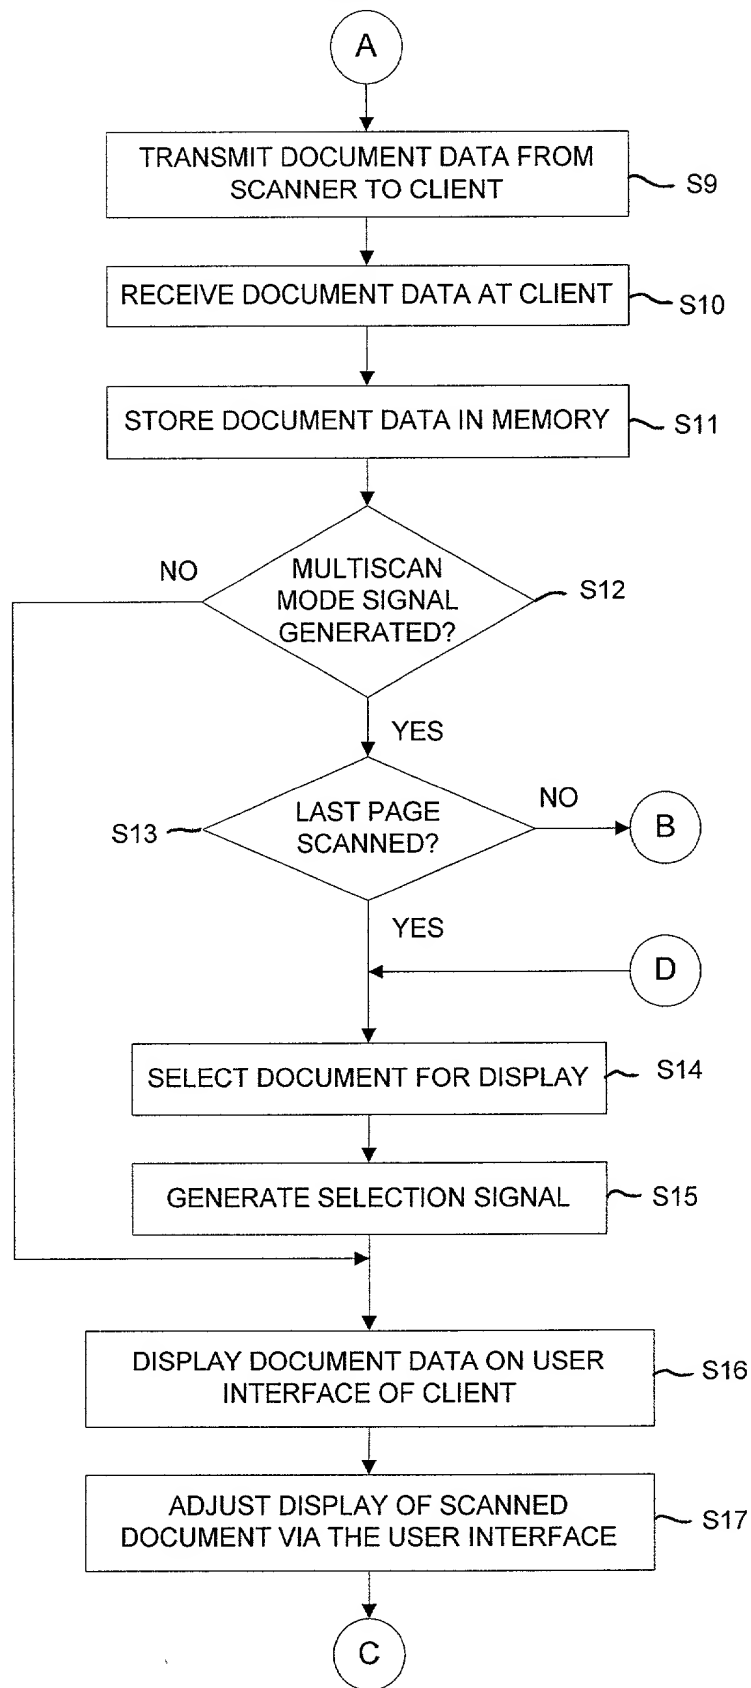 A
TRANSMIT DOCUMENT DATA FROM
SCANNER TO CLIENT
S9
RECEIVE DOCUMENT DATA AT CLIENT
S10
STORE DOCUMENT DATA IN MEMORY
S11
NO
MULTISCAN
MODE SIGNAL
GENERATED?
S12
YES
S13
LAST PAGE
SCANNED?
NO
B
YES
D
SELECT DOCUMENT FOR DISPLAY
S14
GENERATE SELECTION SIGNAL
S15
DISPLAY DOCUMENT DATA ON USER
INTERFACE OF CLIENT
S16
ADJUST DISPLAY OF SCANNED
DOCUMENT VIA THE USER INTERFACE
S17
C